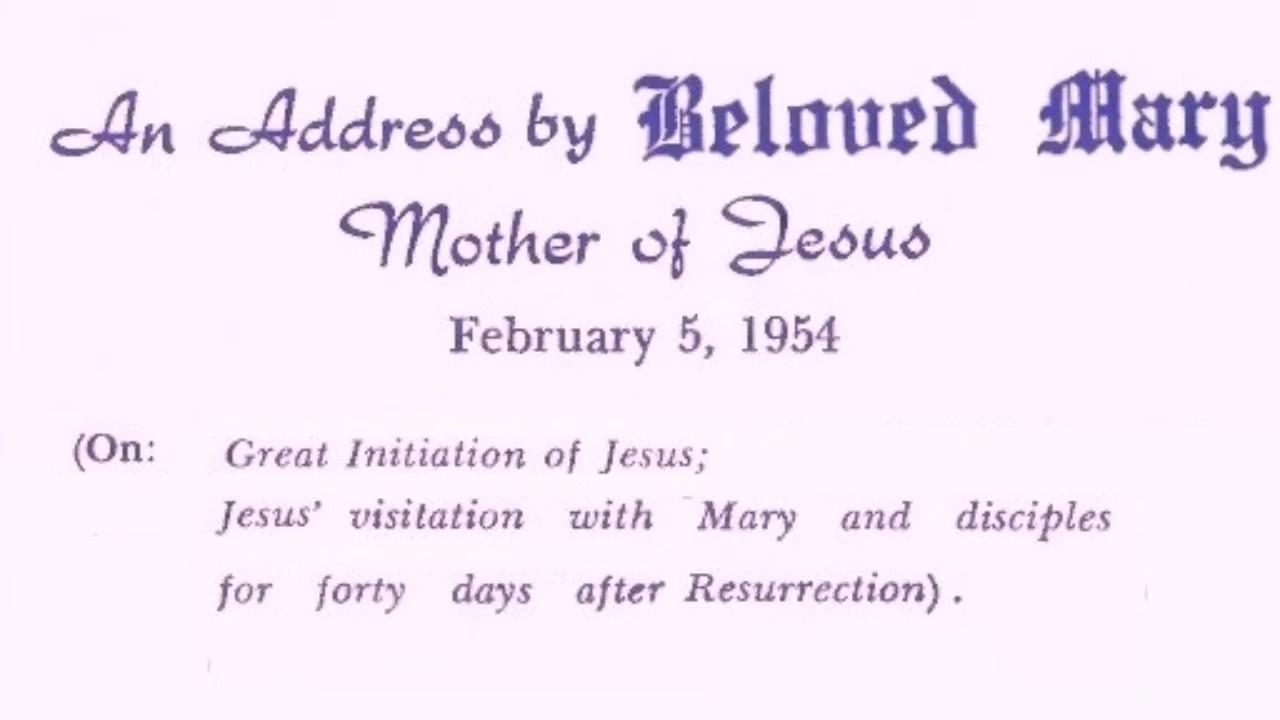 An Address by Beloved Mary
Mother of Jesus
February 5, 1954
(On: Great Initiation of Jesus;
Jesus' visitation with Mary and disciples
for forty days after Resurrection).